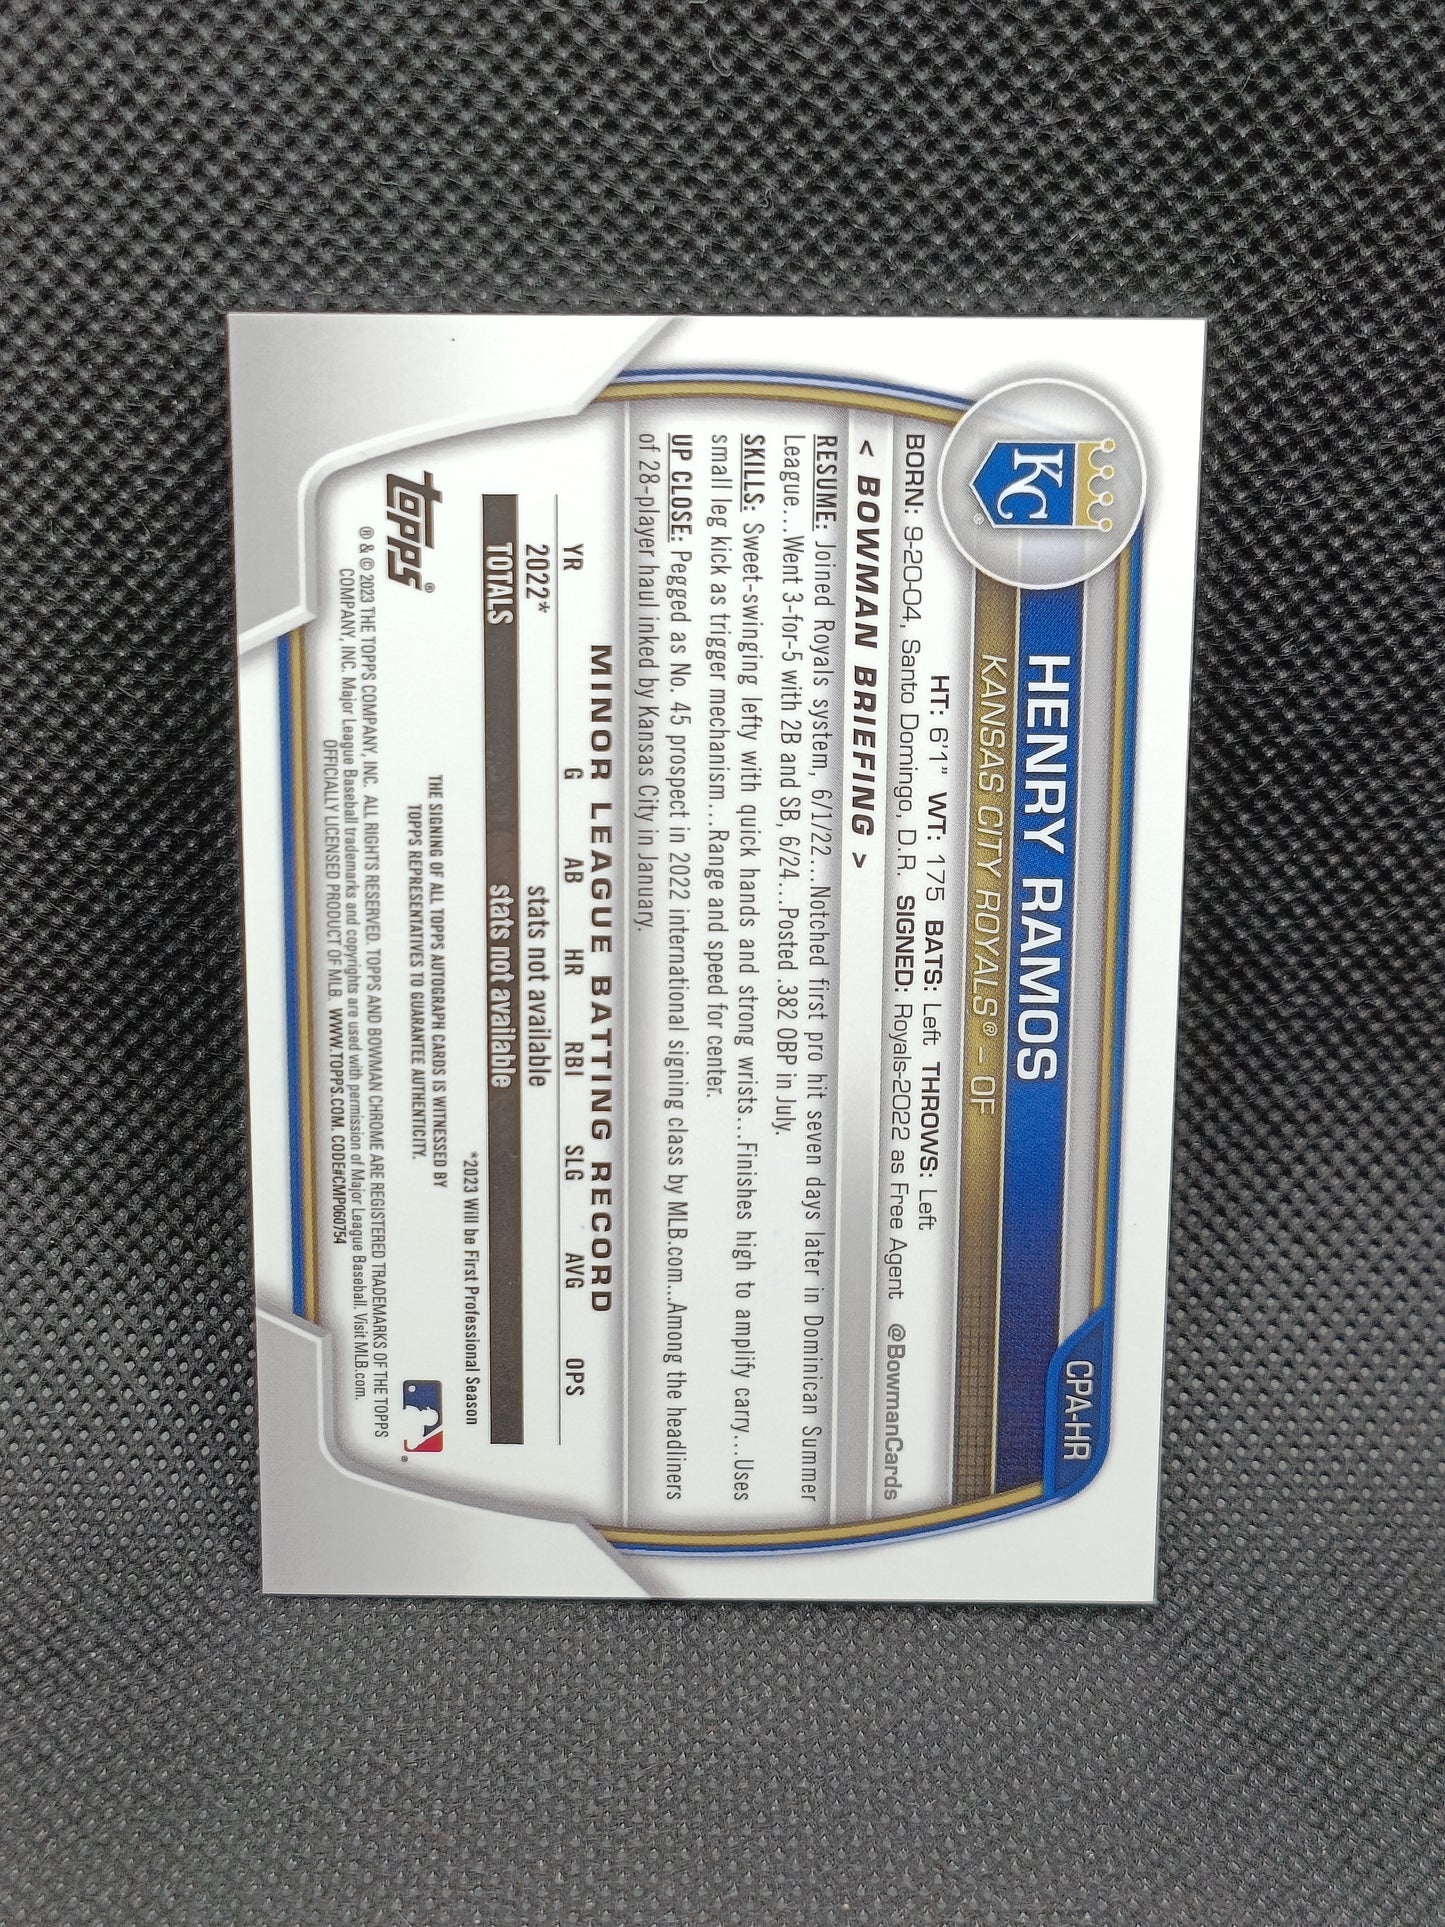 CPA-HR
HENRY RAMOS
KANSAS CITY ROYALS® – OF
KC
®
HT: 6'1" WT: 175 BATS: Left THROWS: Left
BORN: 9-20-04, Santo Domingo, D.R. SIGNED: Royals-2022 as Free Agent @BowmanCards
< BOWMAN BRIEFING >
RESUME: Joined Royals system, 6/1/22...Notched first pro hit seven days later in Dominican Summer
League...Went 3-for-5 with 2B and SB, 6/24...Posted .382 OBP in July.
SKILLS: Sweet-swinging lefty with quick hands and strong wrists...Finishes high to amplify carry...Uses
small leg kick as trigger mechanism...Range and speed for center.
UP CLOSE: Pegged as No. 45 prospect in 2022 international signing class by MLB.com...Among the headliners
of 28-player haul inked by Kansas City in January.
MINOR LEAGUE BATTING RECORD
YR G AB HR RBI SLG AVG OPS
2022* stats not available
TOTALS stats not available
*2023 Will be First Professional Season
THE SIGNING OF ALL TOPPS AUTOGRAPH CARDS IS WITNESSED BY
TOPPS REPRESENTATIVES TO GUARANTEE AUTHENTICITY.
topps®
® & © 2023 THE TOPPS COMPANY, INC. ALL RIGHTS RESERVED. TOPPS AND BOWMAN CHROME ARE REGISTERED TRADEMARKS OF THE TOPPS
COMPANY, INC. Major League Baseball trademarks and copyrights are used with permission of Major League Baseball. Visit MLB.com.
OFFICIALLY LICENSED PRODUCT OF MLB. WWW.TOPPS.COM. CODE#CMP060754
®